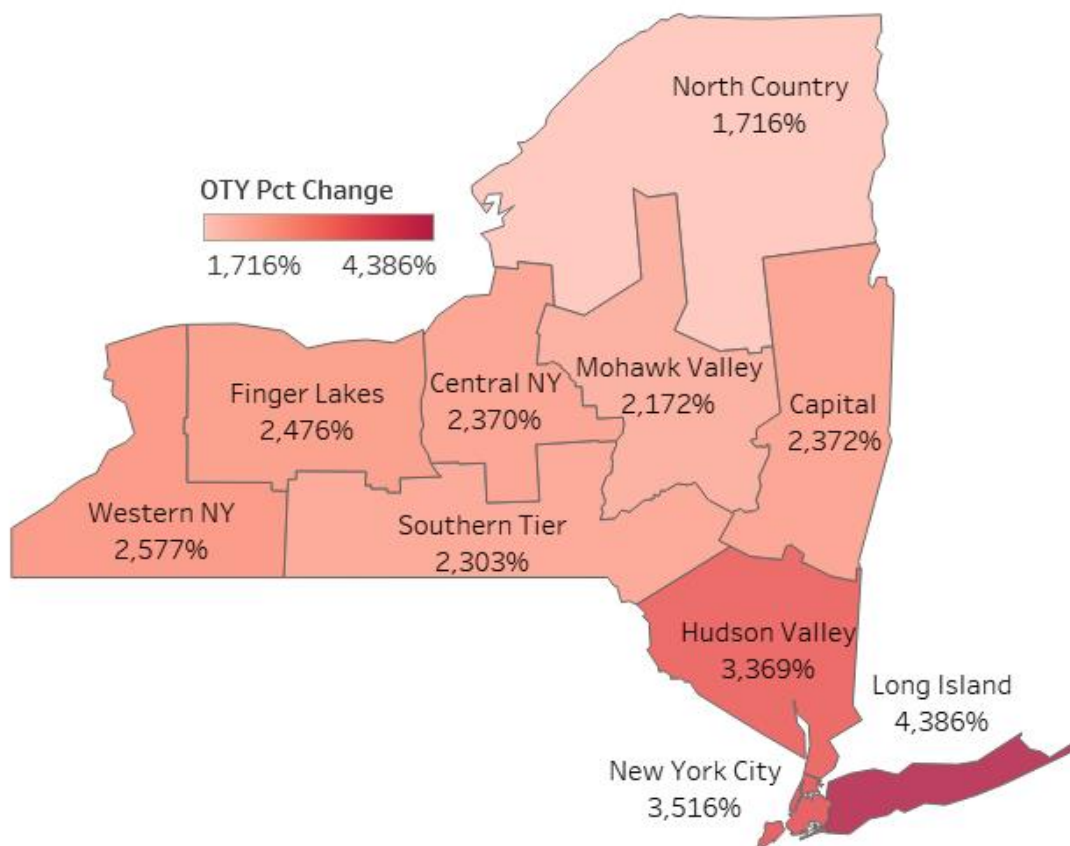 North Country
1,716%
OTY Pct Change
1,716% 4,386%
Finger Lakes
2,476%
Central NY
2,370%
Mohawk Valley
2,172%
Capital
2,372%
Western NY
2,577%
Southern Tier
2,303%
Hudson Valley
3,369%
Long Island
4,386%
New York City
3,516%